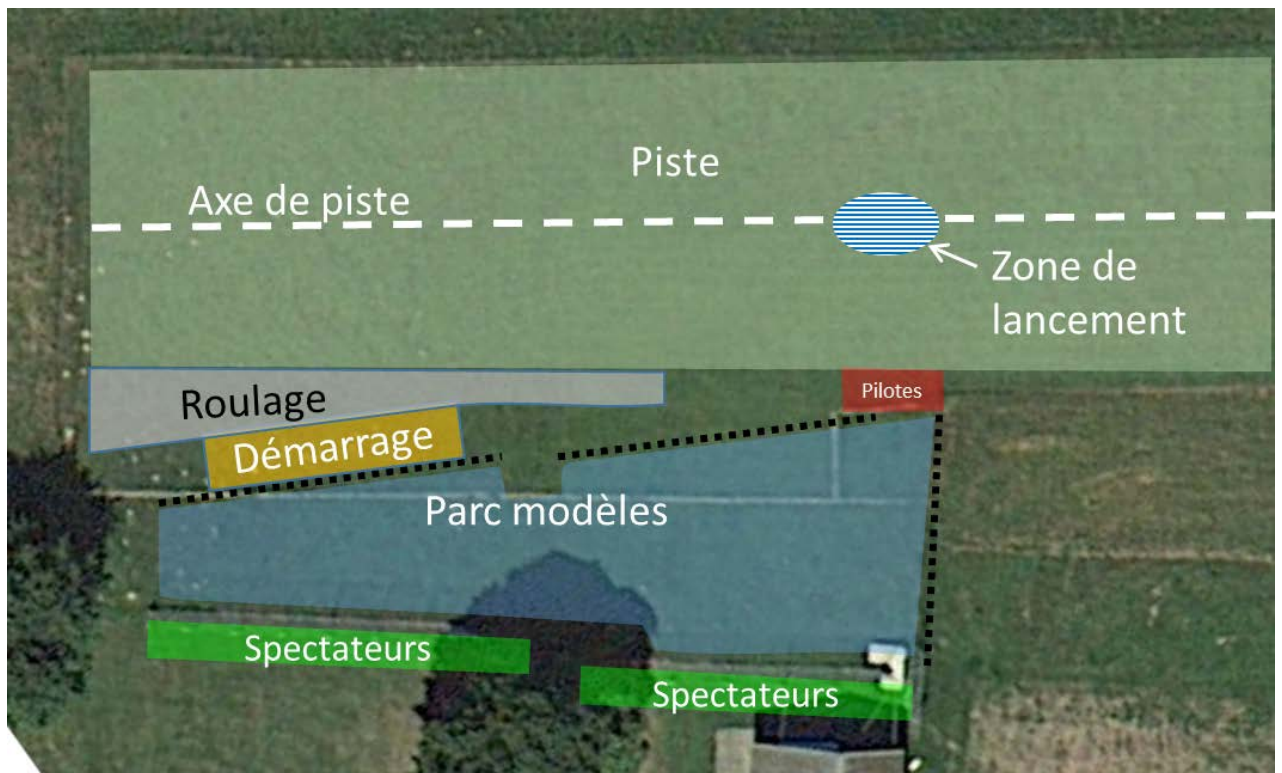 Piste
Axe de piste
Zone de
lancement
Roulage
Pilotes
Démarrage
Parc modèles
Spectateurs
Spectateurs